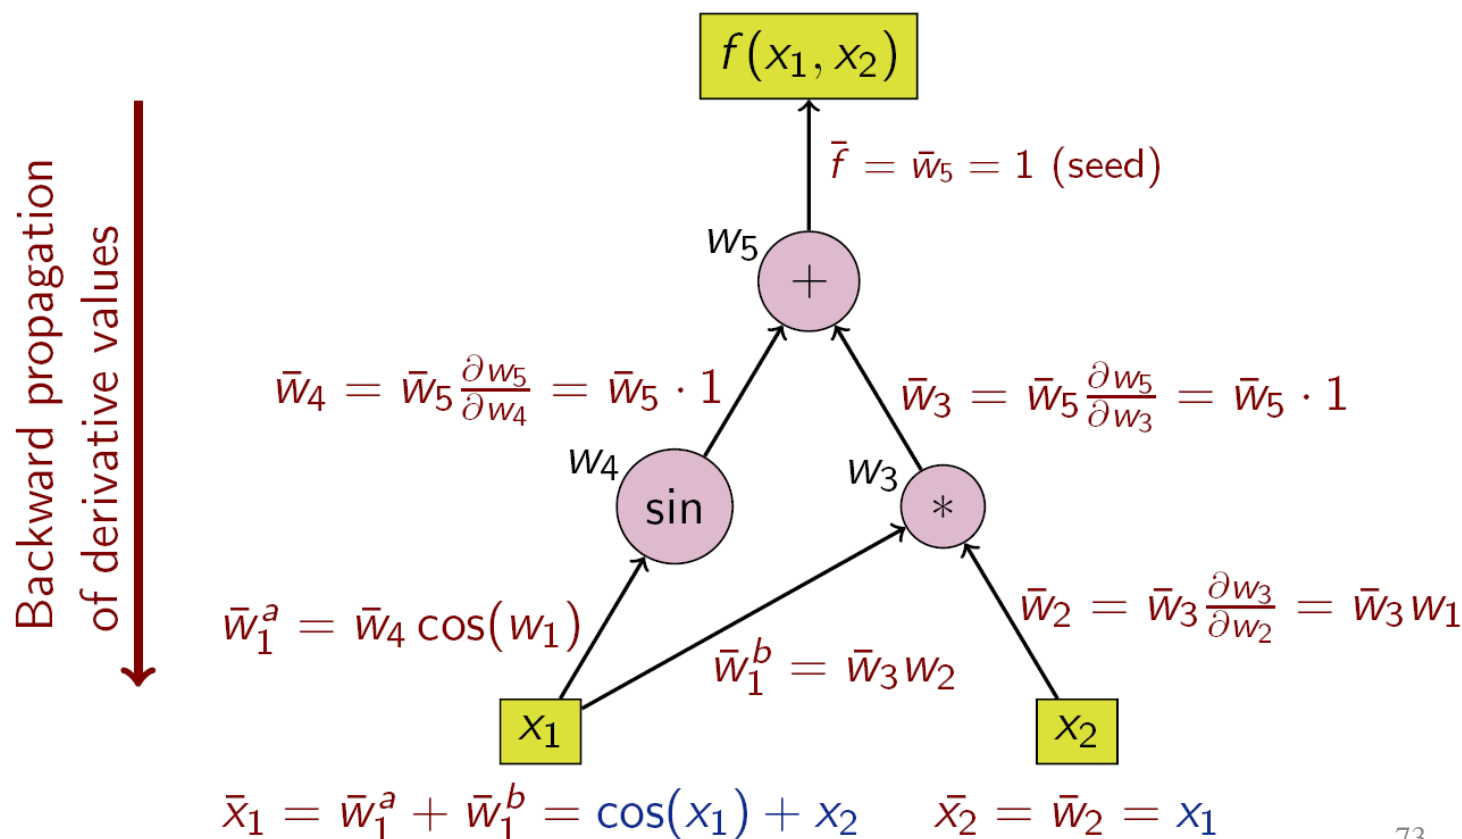 f(x₁, x₂)
f̄ = w̄₅ = 1 (seed)
w₅
+
Backward propagation
of derivative values
w̄₄ = w̄₅ ∂w₅/∂w₄ = w̄₅ · 1
w̄₃ = w̄₅ ∂w₅/∂w₃ = w̄₅ · 1
w₄
sin
w₃
*
w̄₁ᵃ = w̄₄ cos(w₁)
w̄₁ᵇ = w̄₃w₂
w̄₂ = w̄₃ ∂w₃/∂w₂ = w̄₃w₁
x₁
x₂
x̄₁ = w̄₁ᵃ + w̄₁ᵇ = cos(x₁) + x₂
x̄₂ = w̄₂ = x₁
73